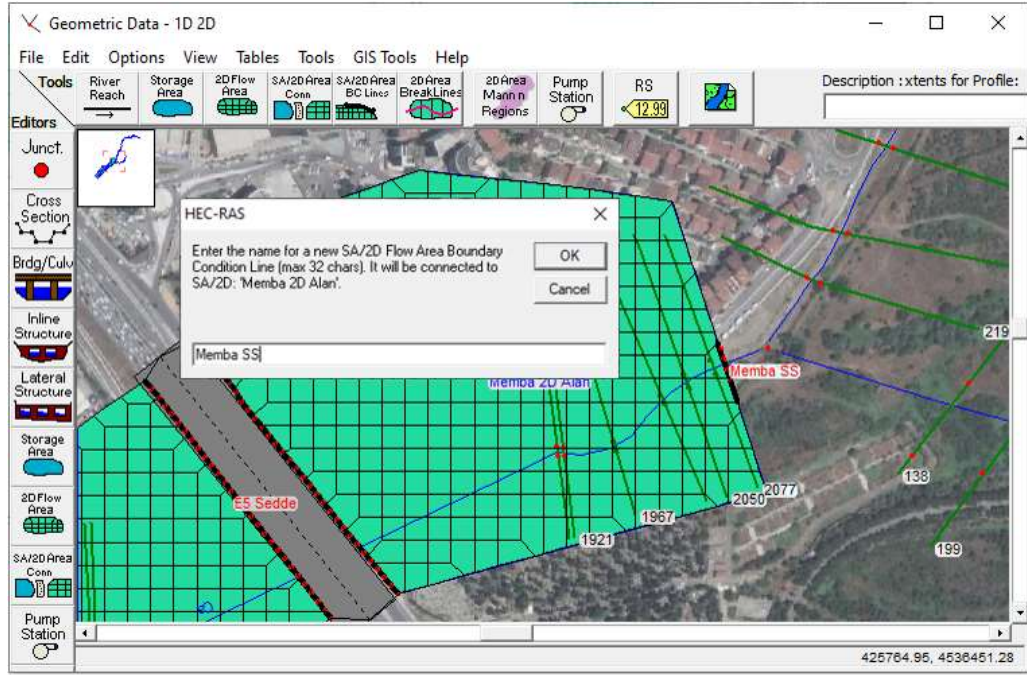 Geometric Data - 1D 2D
File Edit Options View Tables Tools GIS Tools Help
Tools
Editors
River Reach
Storage Area
2D Flow Area
SA/2D Area Conn
SA/2D Area BC Lines
2D Area BreakLines
2D Area Mann n Regions
Pump Station
RS
12.99
Description : xtents for Profile:
Junct.
Cross Section
Brdg/Culv
Inline Structure
Lateral Structure
Storage Area
2D Flow Area
SA/2D Area Conn
Pump Station
HEC-RAS
Enter the name for a new SA/2D Flow Area Boundary
Condition Line (max 32 chars). It will be connected to
SA/2D: 'Memba 2D Alan'.
OK
Cancel
Memba SS
Memba 2D Alan
Memba SS
E5 Sedde
219
138
199
2077
2050
1967
1921
425764.95, 4536451.28